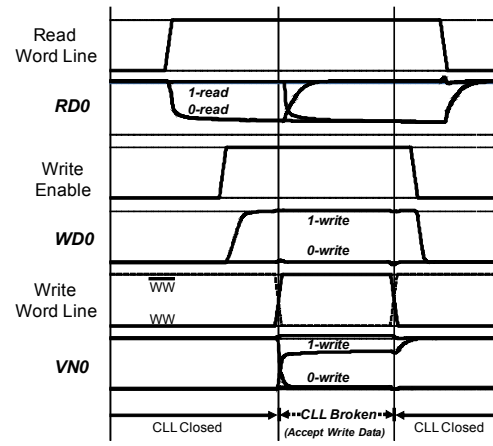 Read
Word Line
1-read
0-read
RD0
Write
Enable
1-write
WD0
0-write
Write
Word Line
WW
WW
1-write
VN0
0-write
CLL Closed
CLL Broken
(Accept Write Data)
CLL Closed